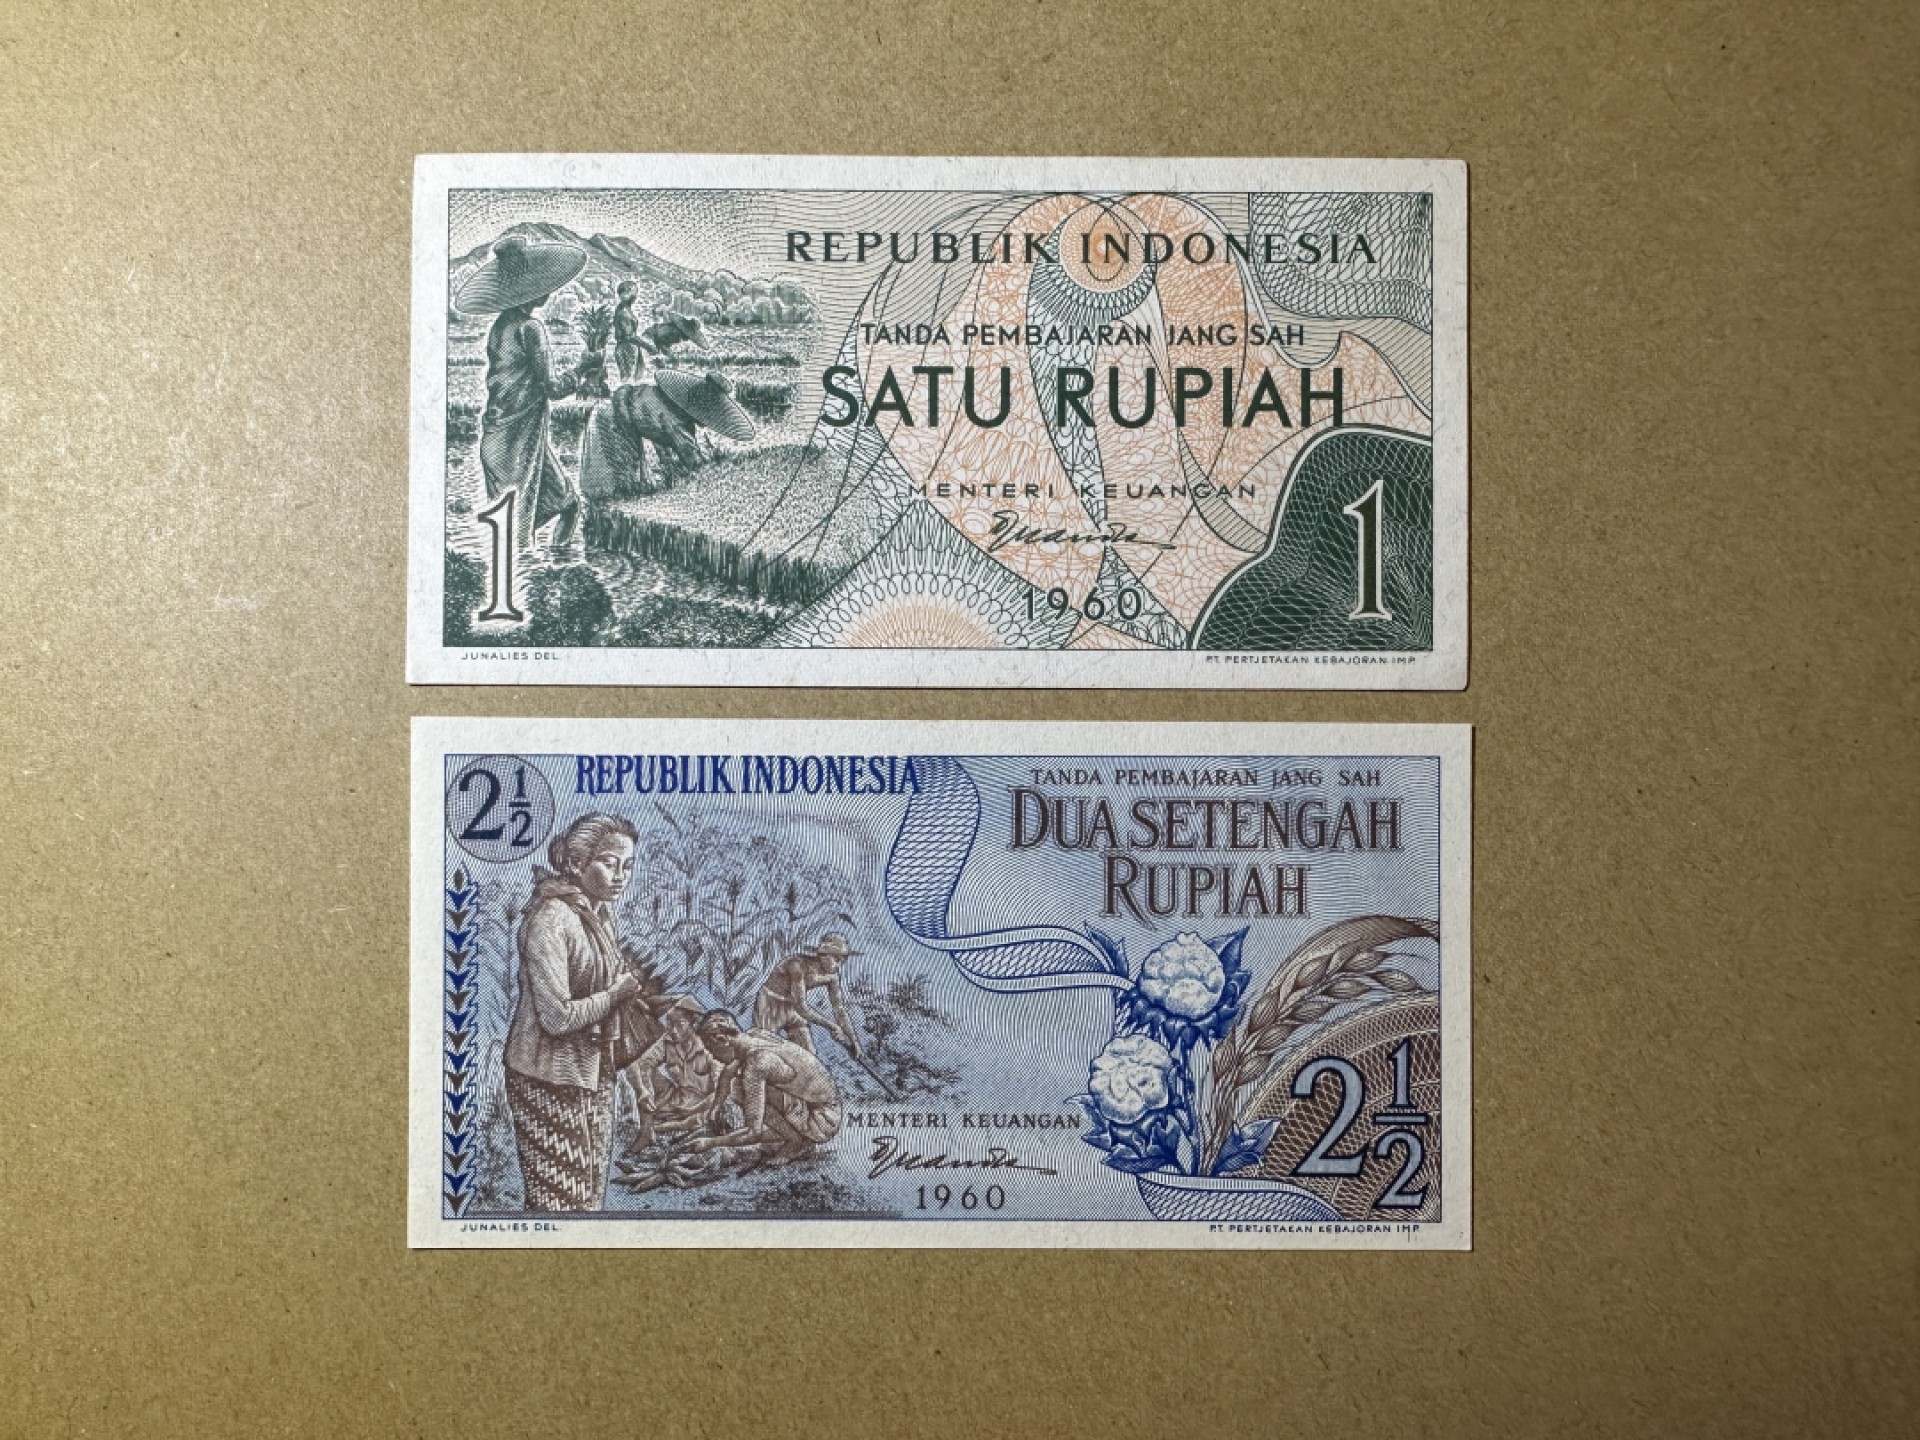 REPUBLIK INDONESIA
TANDA PEMBAJARAN JANG SAH
SATU RUPIAH
MENTERI KEUANGAN
Djuanda
1960
1
1
JUNALIES DEL.
PT. PERTJETAKAN KEBAJORAN IMP.
2½
REPUBLIK INDONESIA
TANDA PEMBAJARAN JANG SAH
DUA SETENGAH
RUPIAH
MENTERI KEUANGAN
Djuanda
1960
2½
JUNALIES DEL.
P.T. PERTJETAKAN KEBAJORAN IMP.